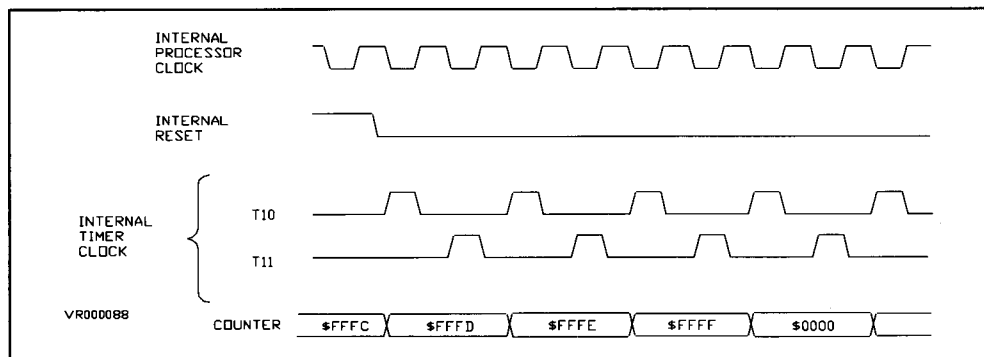 INTERNAL
PROCESSOR
CLOCK
INTERNAL
RESET
INTERNAL
TIMER
CLOCK
T10
T11
VR000088
COUNTER $FFFC $FFFD $FFFE $FFFF $0000